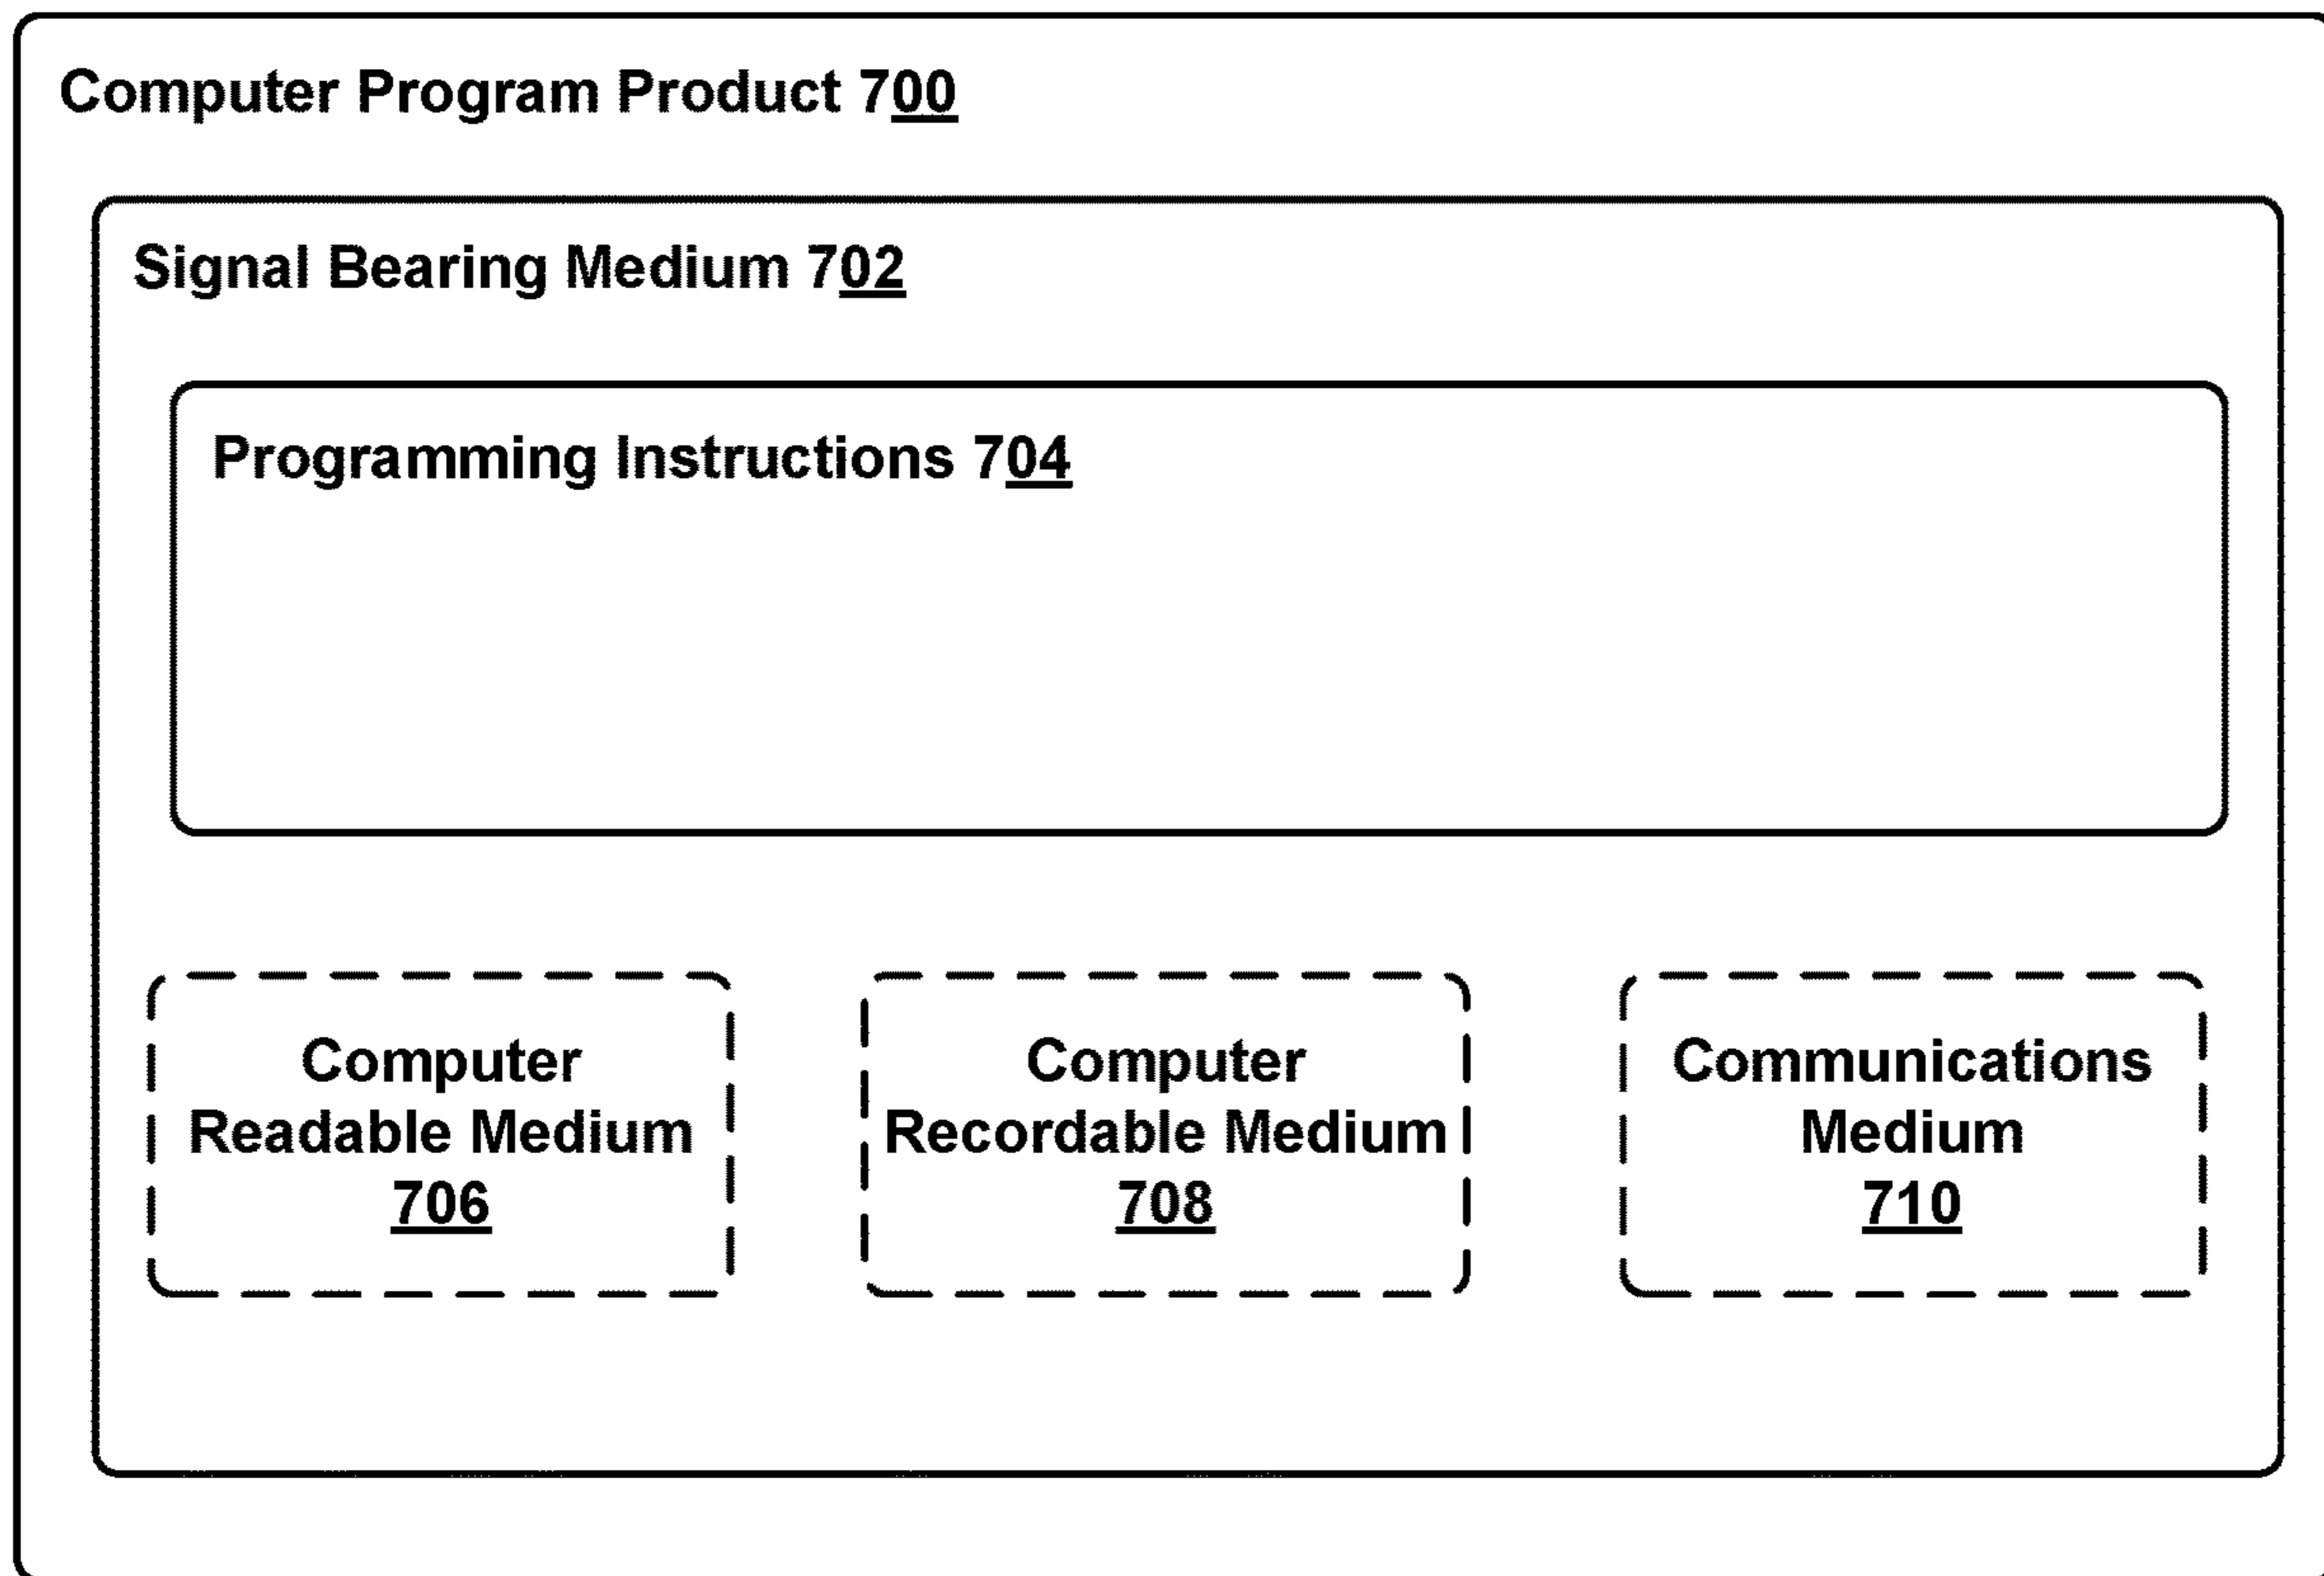 Computer Program Product 700
Signal Bearing Medium 702
Programming Instructions 704
Computer
Readable Medium
706
Computer
Recordable Medium
708
Communications
Medium
710